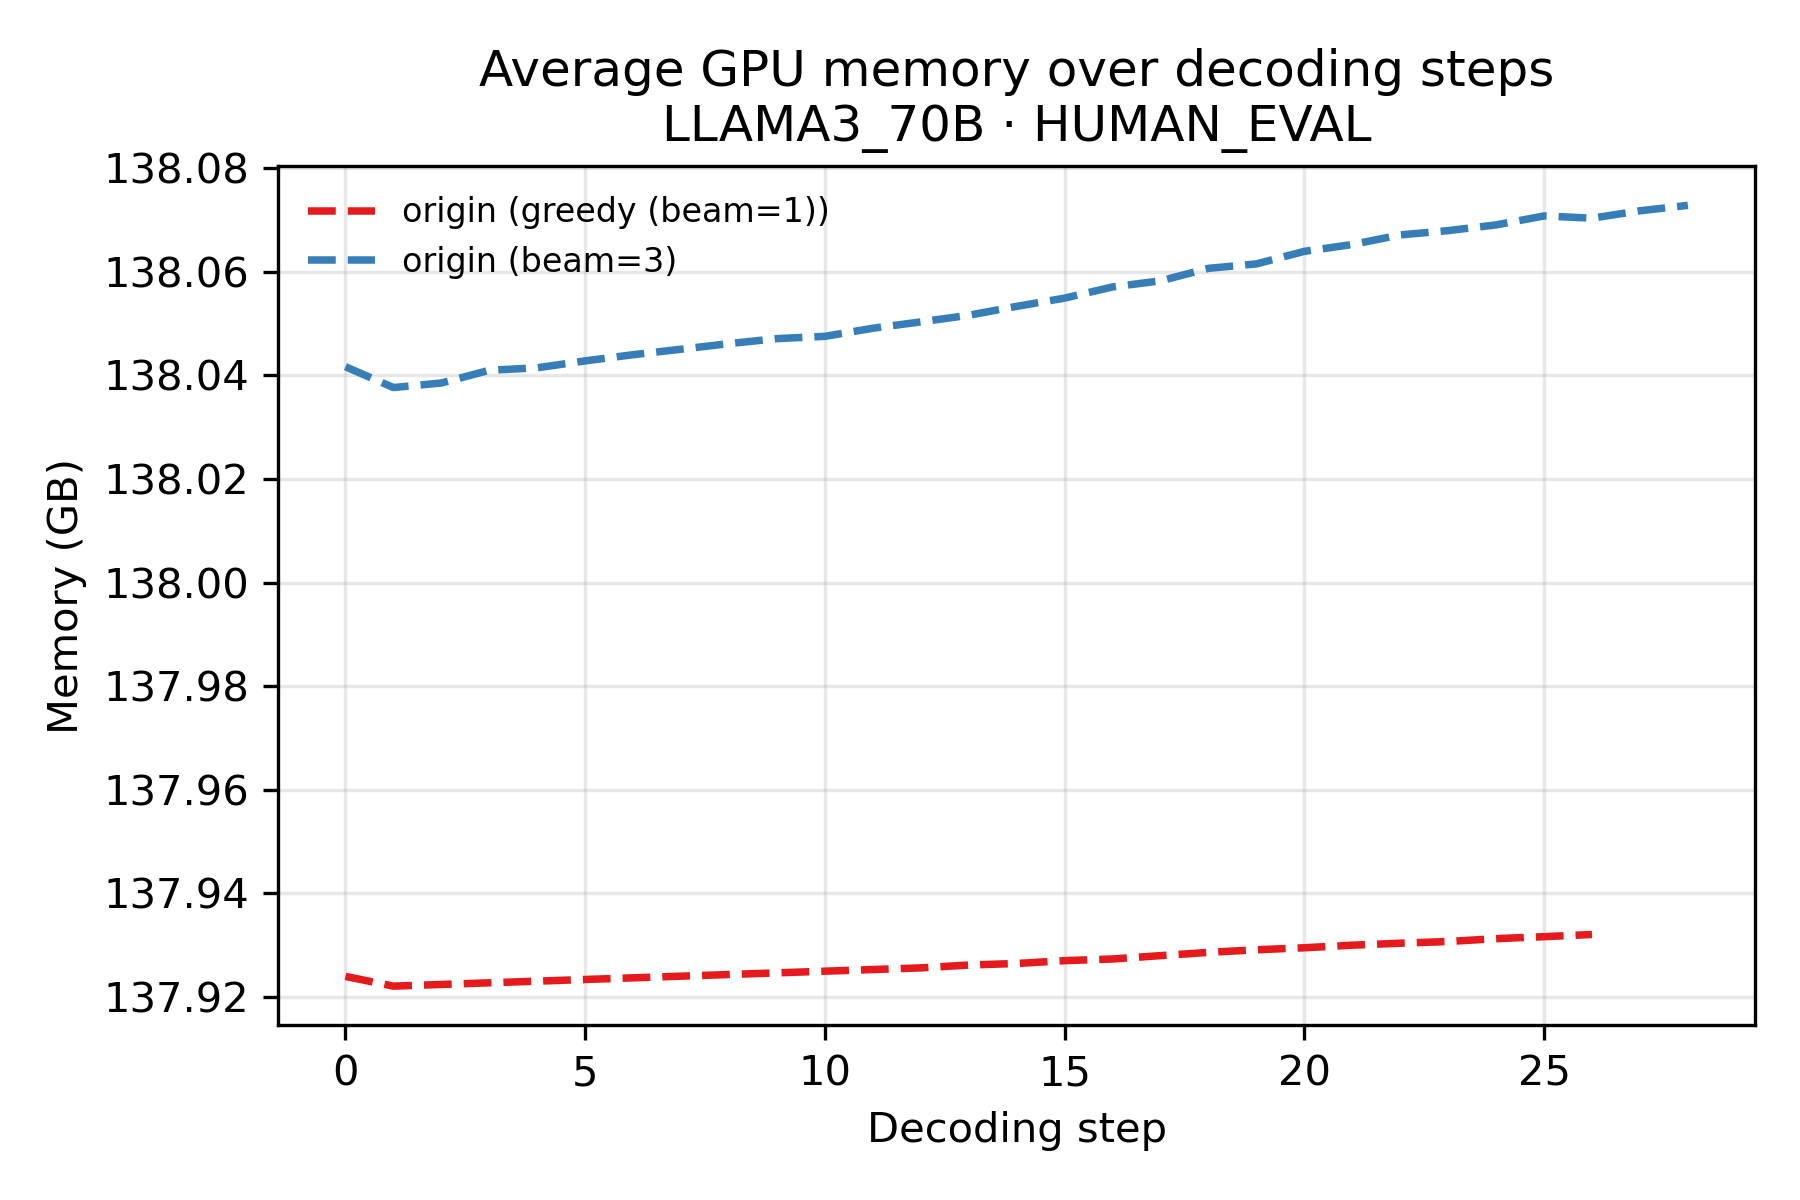 Average GPU memory over decoding steps
LLAMA3_70B · HUMAN_EVAL
origin (greedy (beam=1))
origin (beam=3)
Memory (GB)
138.08
138.06
138.04
138.02
138.00
137.98
137.96
137.94
137.92
0 5 10 15 20 25
Decoding step